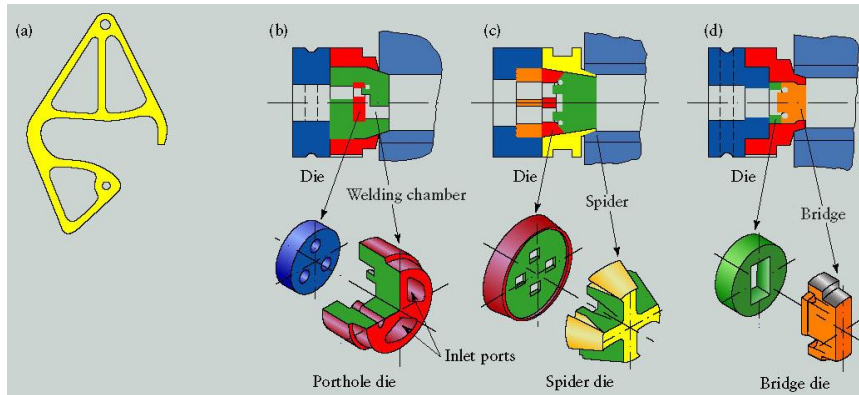 (a)
(b)
(c)
(d)
Die
Die
Die
Welding chamber
Spider
Bridge
Inlet ports
Porthole die
Spider die
Bridge die